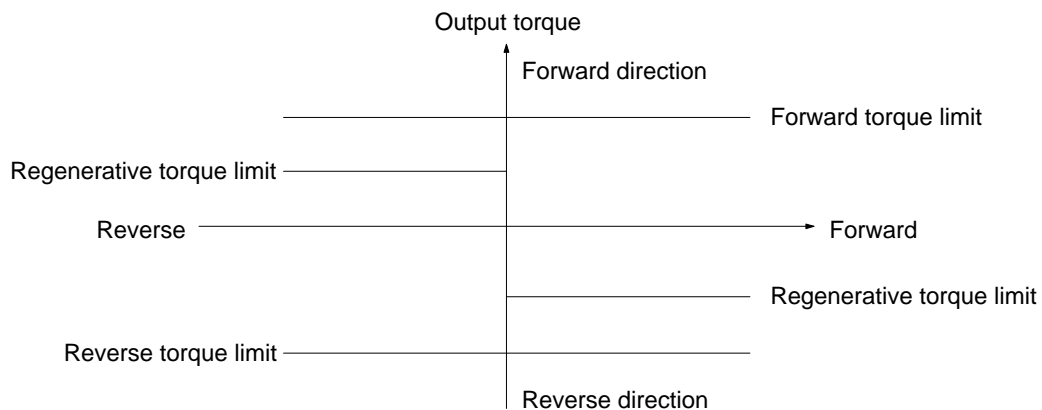 Output torque
Forward direction
Forward torque limit
Regenerative torque limit
Reverse
Forward
Regenerative torque limit
Reverse torque limit
Reverse direction